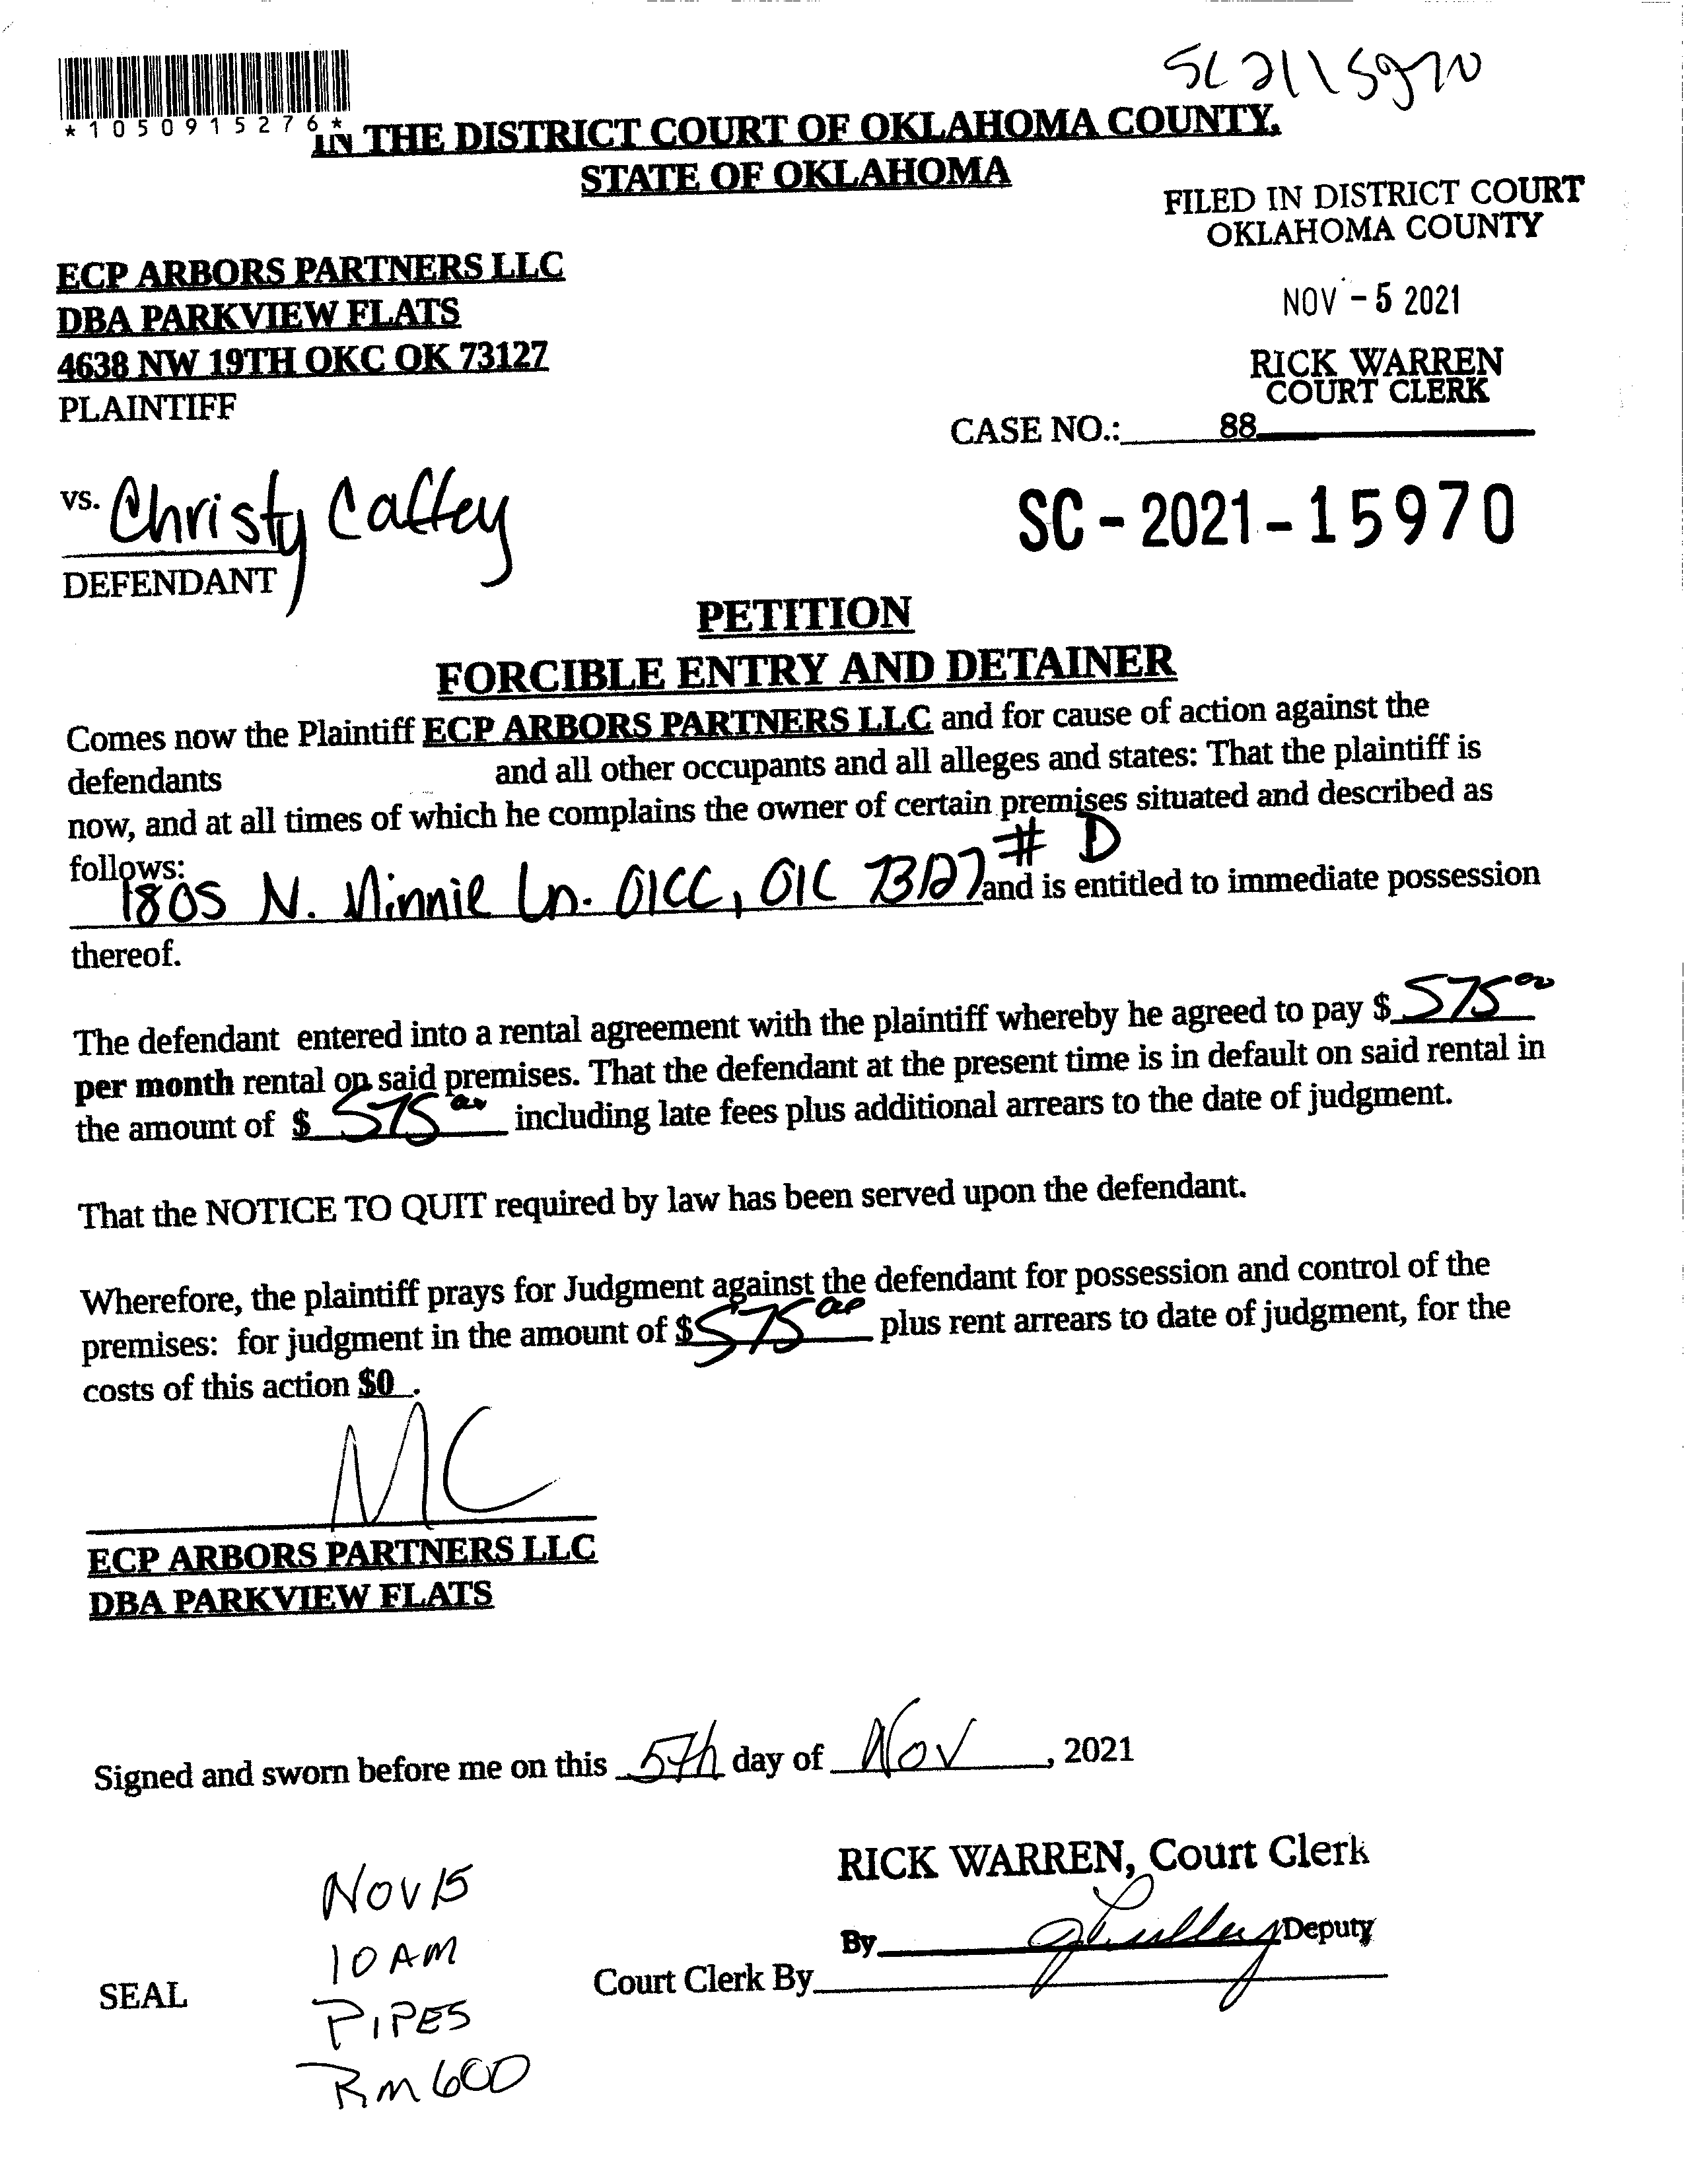 SC2115970
*1050915276*
IN THE DISTRICT COURT OF OKLAHOMA COUNTY,
STATE OF OKLAHOMA
FILED IN DISTRICT COURT
OKLAHOMA COUNTY
ECP ARBORS PARTNERS LLC
DBA PARKVIEW FLATS
NOV - 5 2021
4638 NW 19TH OKC OK 73127
RICK WARREN
COURT CLERK
PLAINTIFF
CASE NO.: 88
vs. Christy Caffey
SC - 2021 - 15970
DEFENDANT
PETITION
FORCIBLE ENTRY AND DETAINER
Comes now the Plaintiff ECP ARBORS PARTNERS LLC and for cause of action against the
defendants and all other occupants and all alleges and states: That the plaintiff is
now, and at all times of which he complains the owner of certain premises situated and described as
follows:
1805 N. Minnie Ln. OKC, OK 73127 # D and is entitled to immediate possession
thereof.
The defendant entered into a rental agreement with the plaintiff whereby he agreed to pay $ 575 00
per month rental on said premises. That the defendant at the present time is in default on said rental in
the amount of $ 575 00 including late fees plus additional arrears to the date of judgment.
That the NOTICE TO QUIT required by law has been served upon the defendant.
Wherefore, the plaintiff prays for Judgment against the defendant for possession and control of the
premises: for judgment in the amount of $ 575 00 plus rent arrears to date of judgment, for the
costs of this action $0 .
MC
ECP ARBORS PARTNERS LLC
DBA PARKVIEW FLATS
Signed and sworn before me on this 5th day of Nov , 2021
RICK WARREN, Court Clerk
Nov 15
By Deputy
10 AM
Court Clerk By
SEAL
PIPES
Rm 600